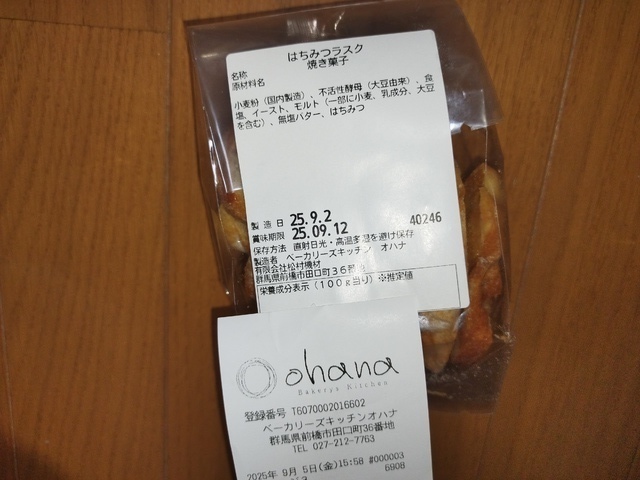 はちみつラスク
名称 焼き菓子
原材料名
小麦粉（国内製造）、不活性酵母（大豆由来）、食
塩、イースト、モルト（一部に小麦、乳成分、大豆
を含む）、無塩バター、はちみつ
製造日 25.9.2
賞味期限 25.09.12 40246
保存方法 直射日光・高温多湿を避け保存
製造者 ベーカリーズキッチン オハナ
有限会社松村機材
群馬県前橋市田口町36番地
栄養成分表示（100g当り）※推定値
ohana
Bakerys Kitchen
登録番号 T6070002016602
ベーカリーズキッチンオハナ
群馬県前橋市田口町36番地
TEL 027-212-7763
2025年 9月 5日(金)15:58 #000003
6908